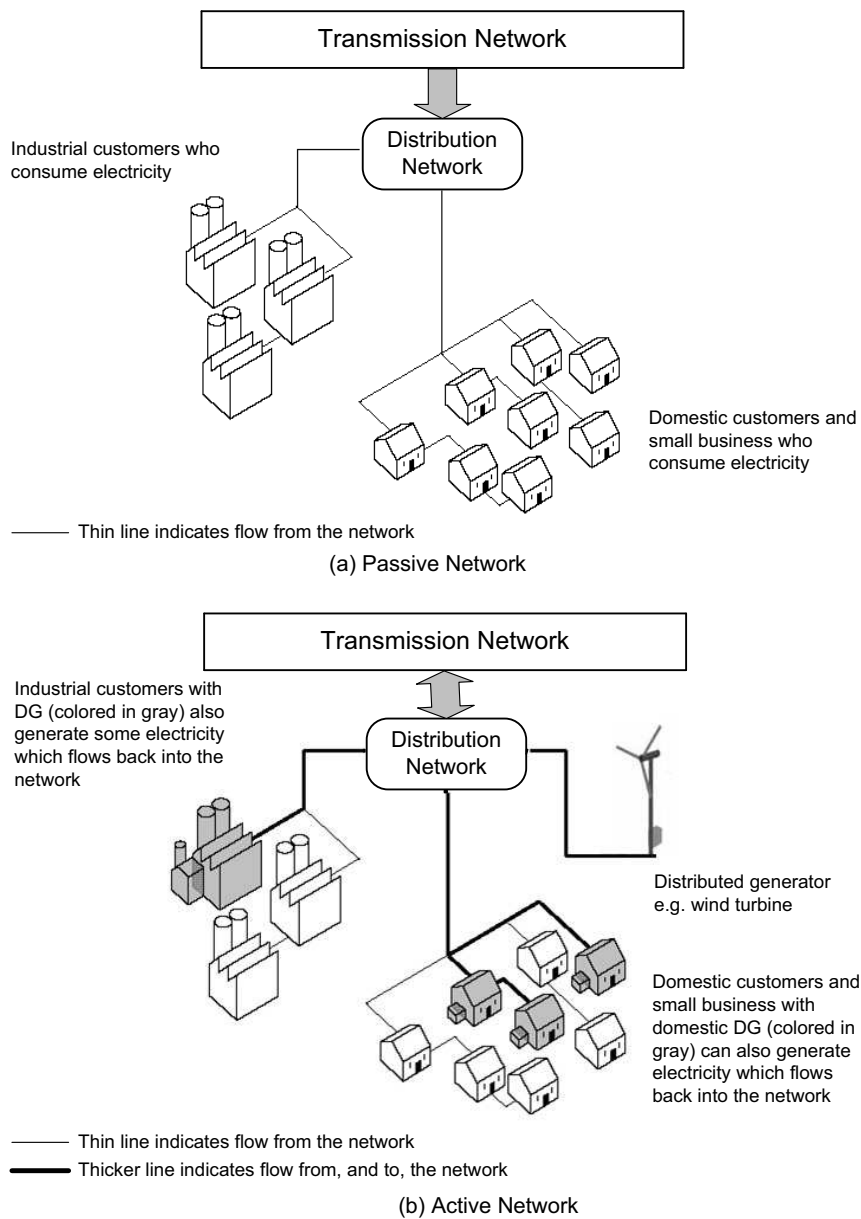 Transmission Network
Distribution
Network
Industrial customers who
consume electricity
Domestic customers and
small business who
consume electricity
Thin line indicates flow from the network
(a) Passive Network
Transmission Network
Industrial customers with
DG (colored in gray) also
generate some electricity
which flows back into the
network
Distribution
Network
Distributed generator
e.g. wind turbine
Domestic customers and
small business with
domestic DG (colored in
gray) can also generate
electricity which flows
back into the network
Thin line indicates flow from the network
Thicker line indicates flow from, and to, the network
(b) Active Network